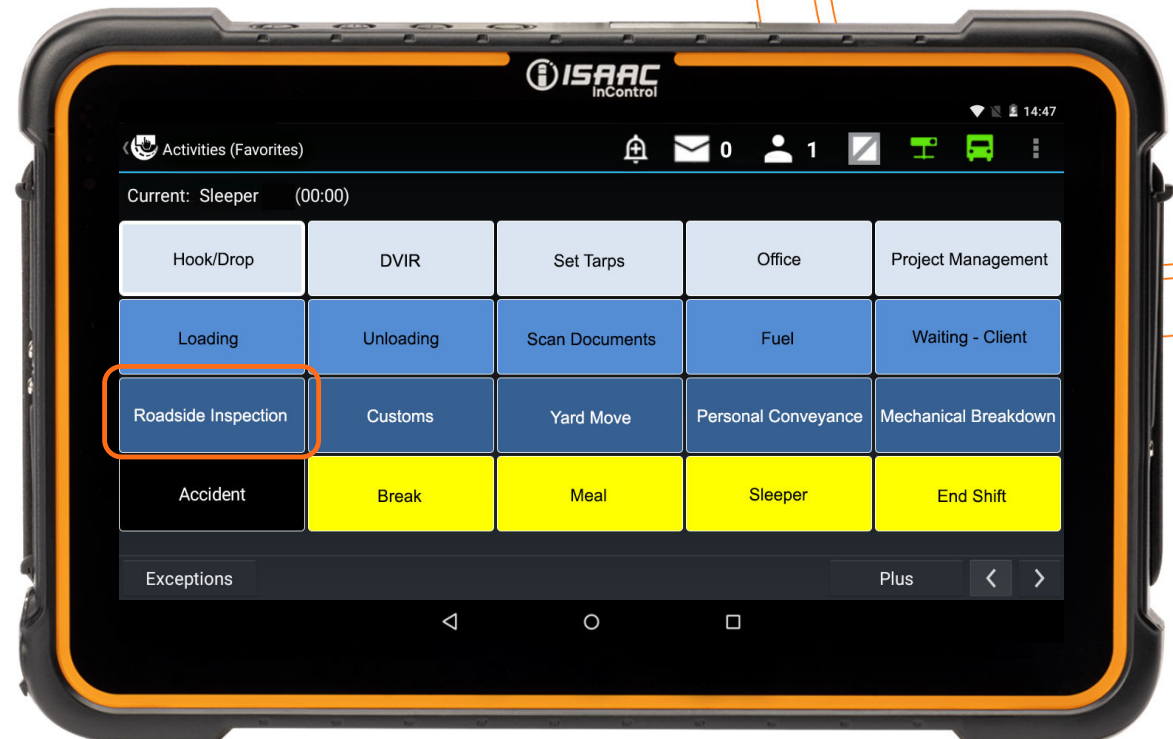 ISAAC
InControl
14:47
Activities (Favorites)
0
1
Current: Sleeper (00:00)
Hook/Drop
DVIR
Set Tarps
Office
Project Management
Loading
Unloading
Scan Documents
Fuel
Waiting - Client
Roadside Inspection
Customs
Yard Move
Personal Conveyance
Mechanical Breakdown
Accident
Break
Meal
Sleeper
End Shift
Exceptions
Plus